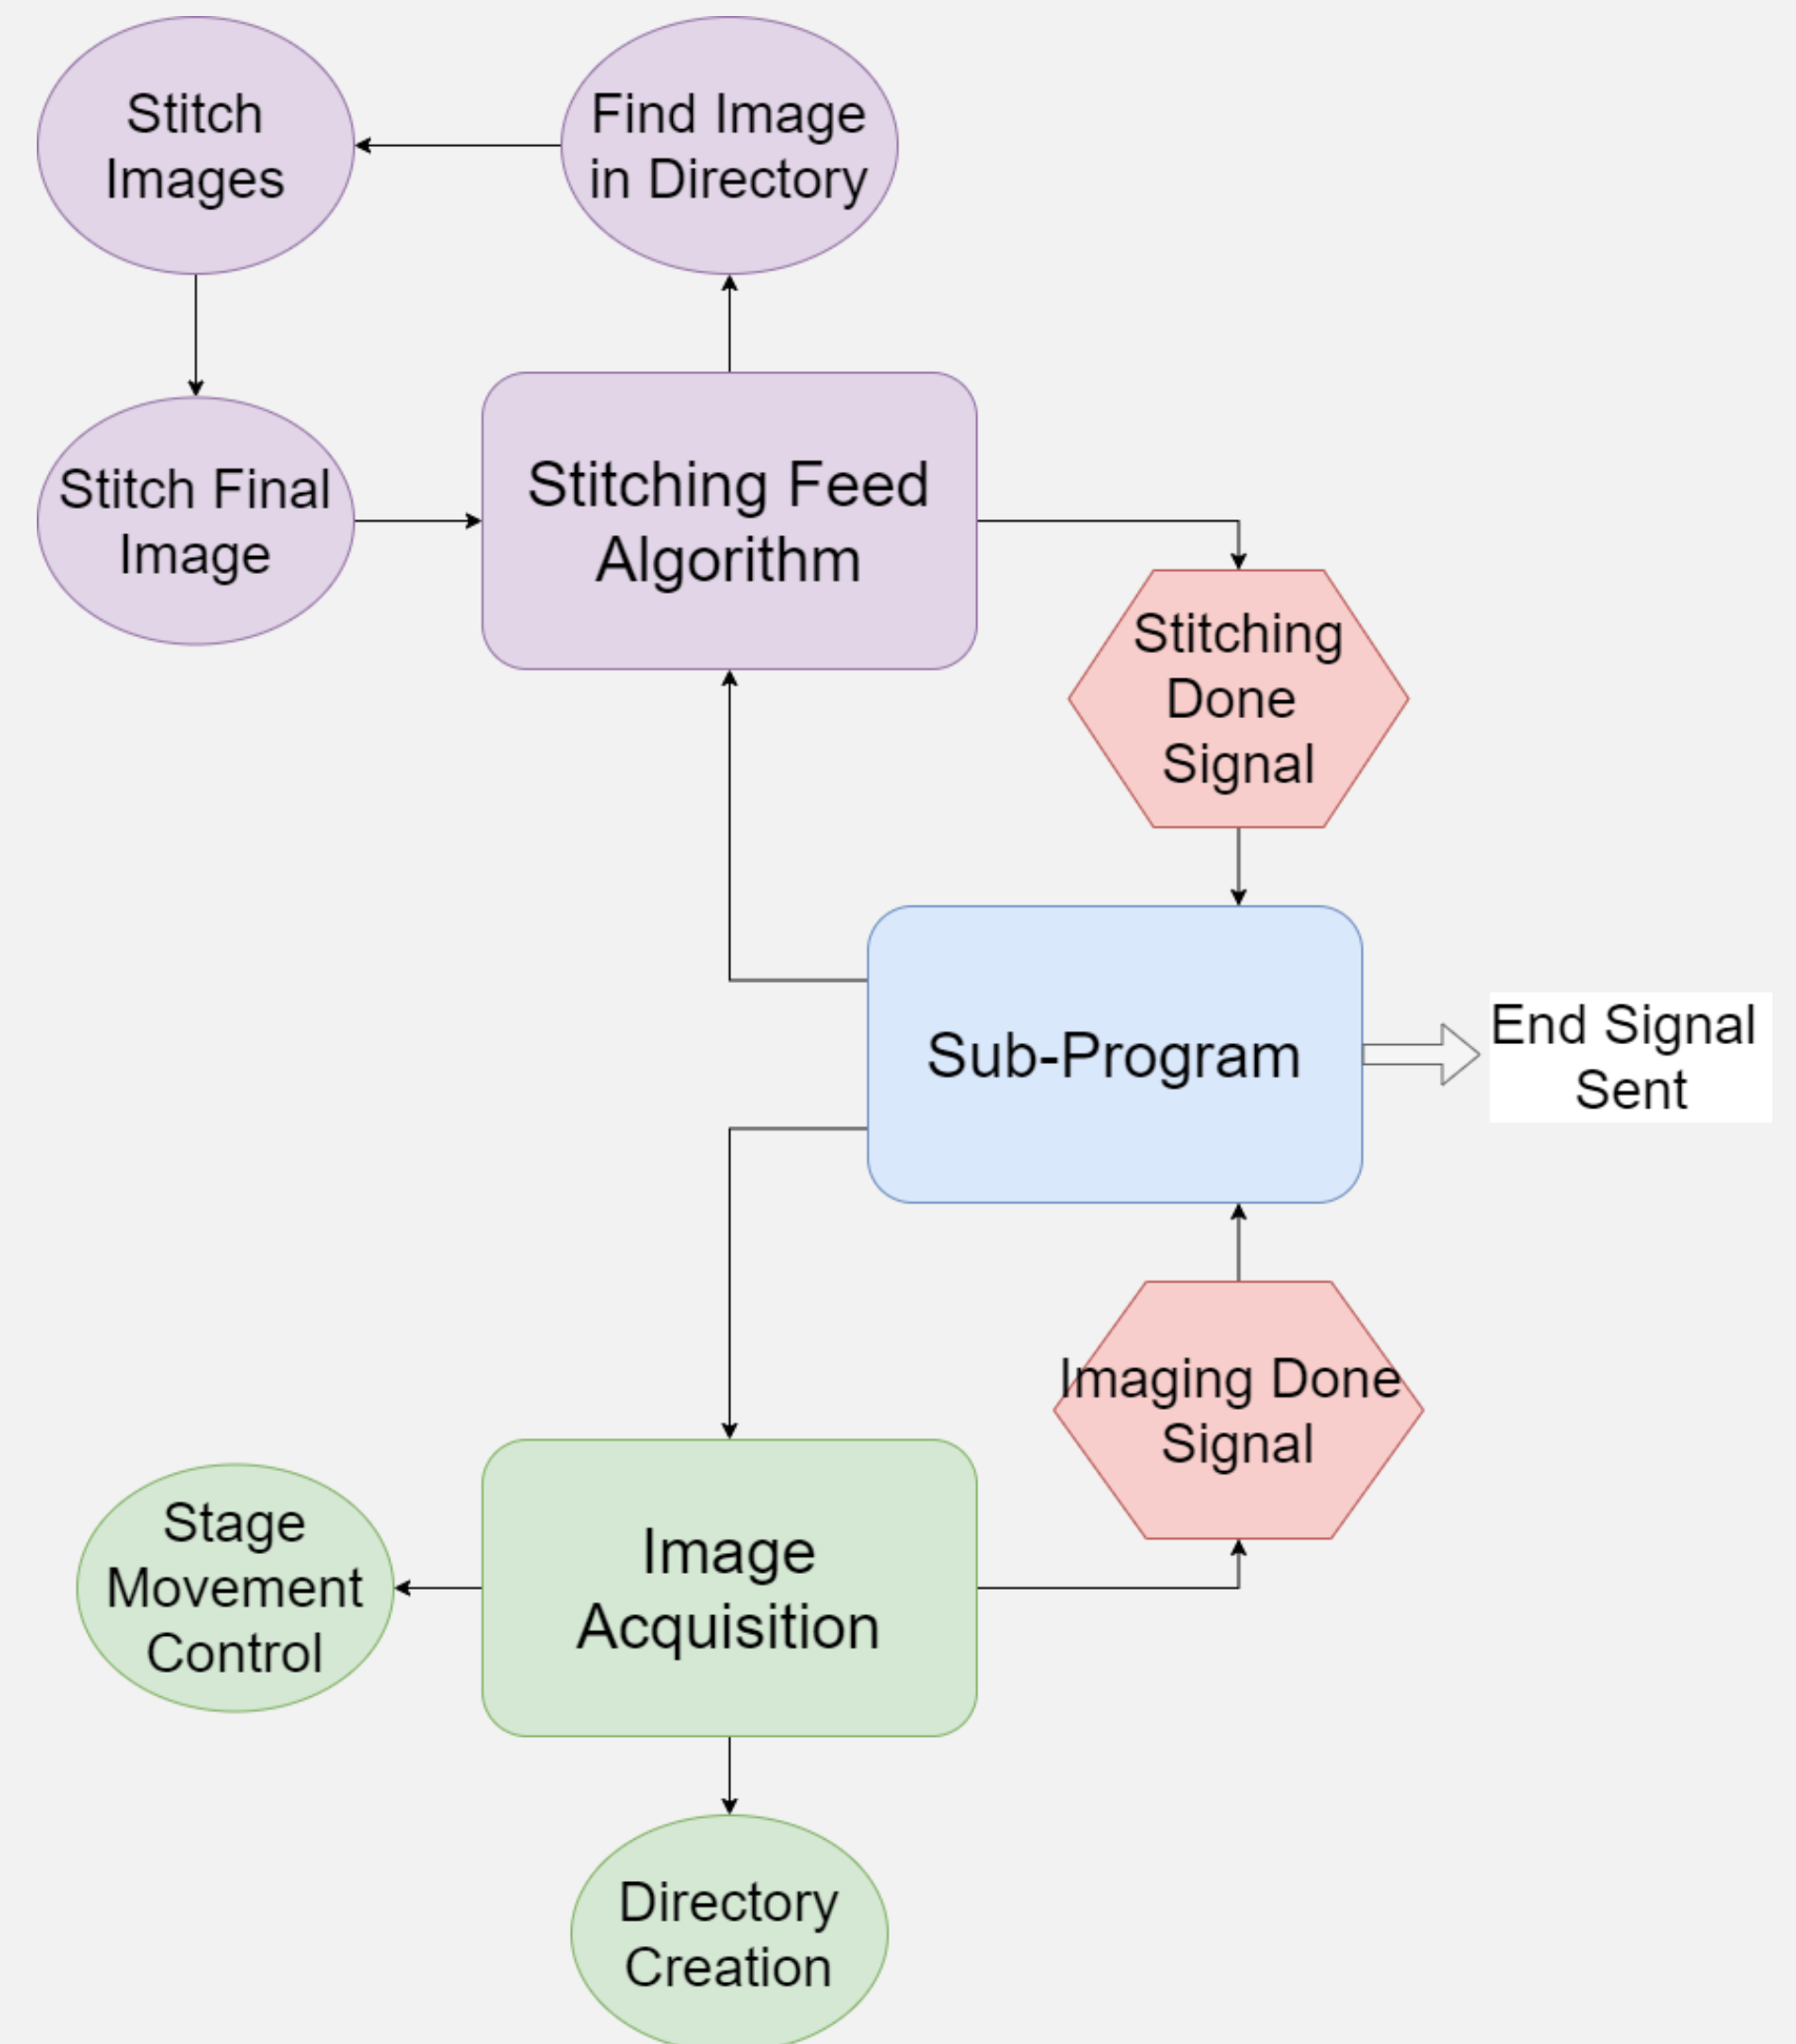 Stitch
Images
Find Image
in Directory
Stitch Final
Image
Stitching Feed
Algorithm
Stitching
Done
Signal
Sub-Program
End Signal
Sent
Imaging Done
Signal
Stage
Movement
Control
Image
Acquisition
Directory
Creation